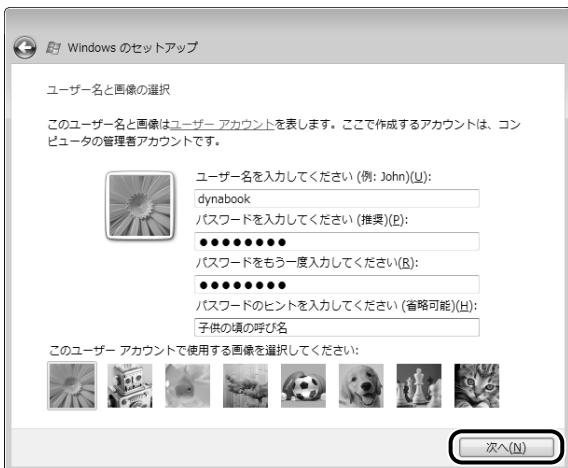 Windows のセットアップ
ユーザー名と画像の選択
このユーザー名と画像はユーザー アカウントを表します。ここで作成するアカウントは、コン
ピュータの管理者アカウントです。
ユーザー名を入力してください (例: John)(U):
dynabook
パスワードを入力してください (推奨)(P):
●●●●●●●●
パスワードをもう一度入力してください(R):
●●●●●●●●
パスワードのヒントを入力してください (省略可能)(H):
子供の頃の呼び名
このユーザー アカウントで使用する画像を選択してください:
次へ(N)